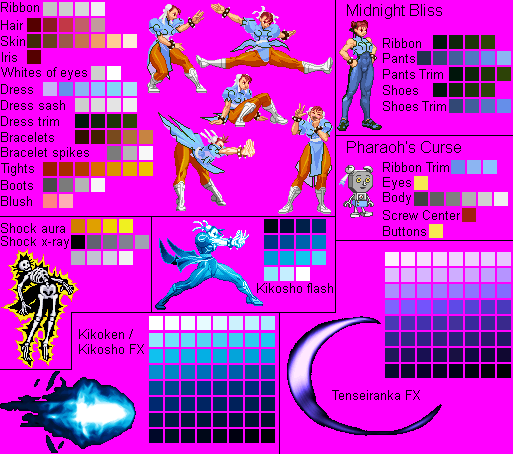 Ribbon
Hair
Skin
Iris
Whites of eyes
Dress
Dress sash
Dress trim
Bracelets
Bracelet spikes
Tights
Boots
Blush
Midnight Bliss
Ribbon
Pants
Pants Trim
Shoes
Shoes Trim
Pharaoh's Curse
Ribbon Trim
Eyes
Body
Screw Center
Buttons
Shock aura
Shock x-ray
Kikosho flash
Kikoken /
Kikosho FX
Tenseiranka FX